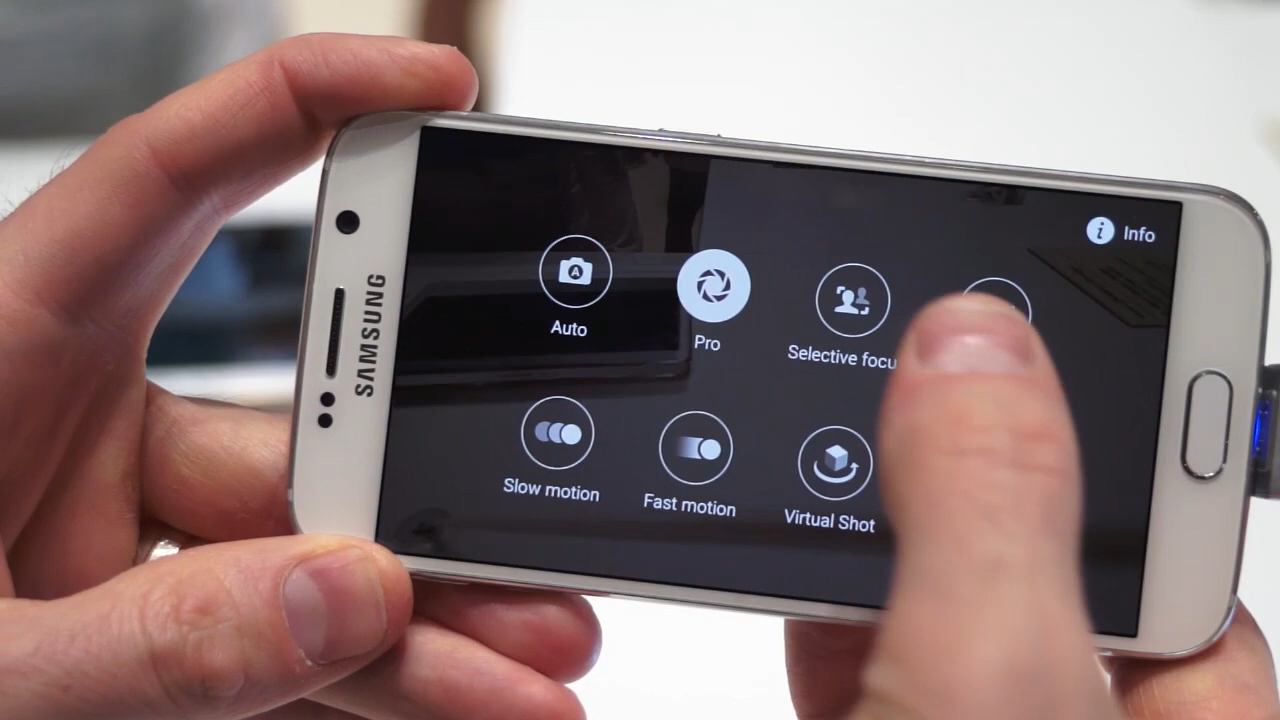 SAMSUNG
Info
Auto
Pro
Selective focu
Slow motion
Fast motion
Virtual Shot